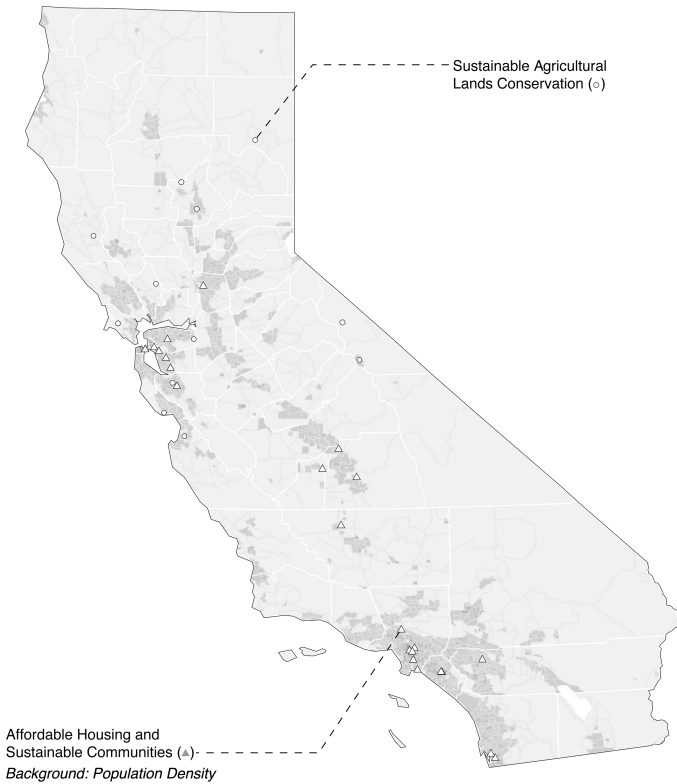 Sustainable Agricultural
Lands Conservation (○)
Affordable Housing and
Sustainable Communities (▲)
Background: Population Density